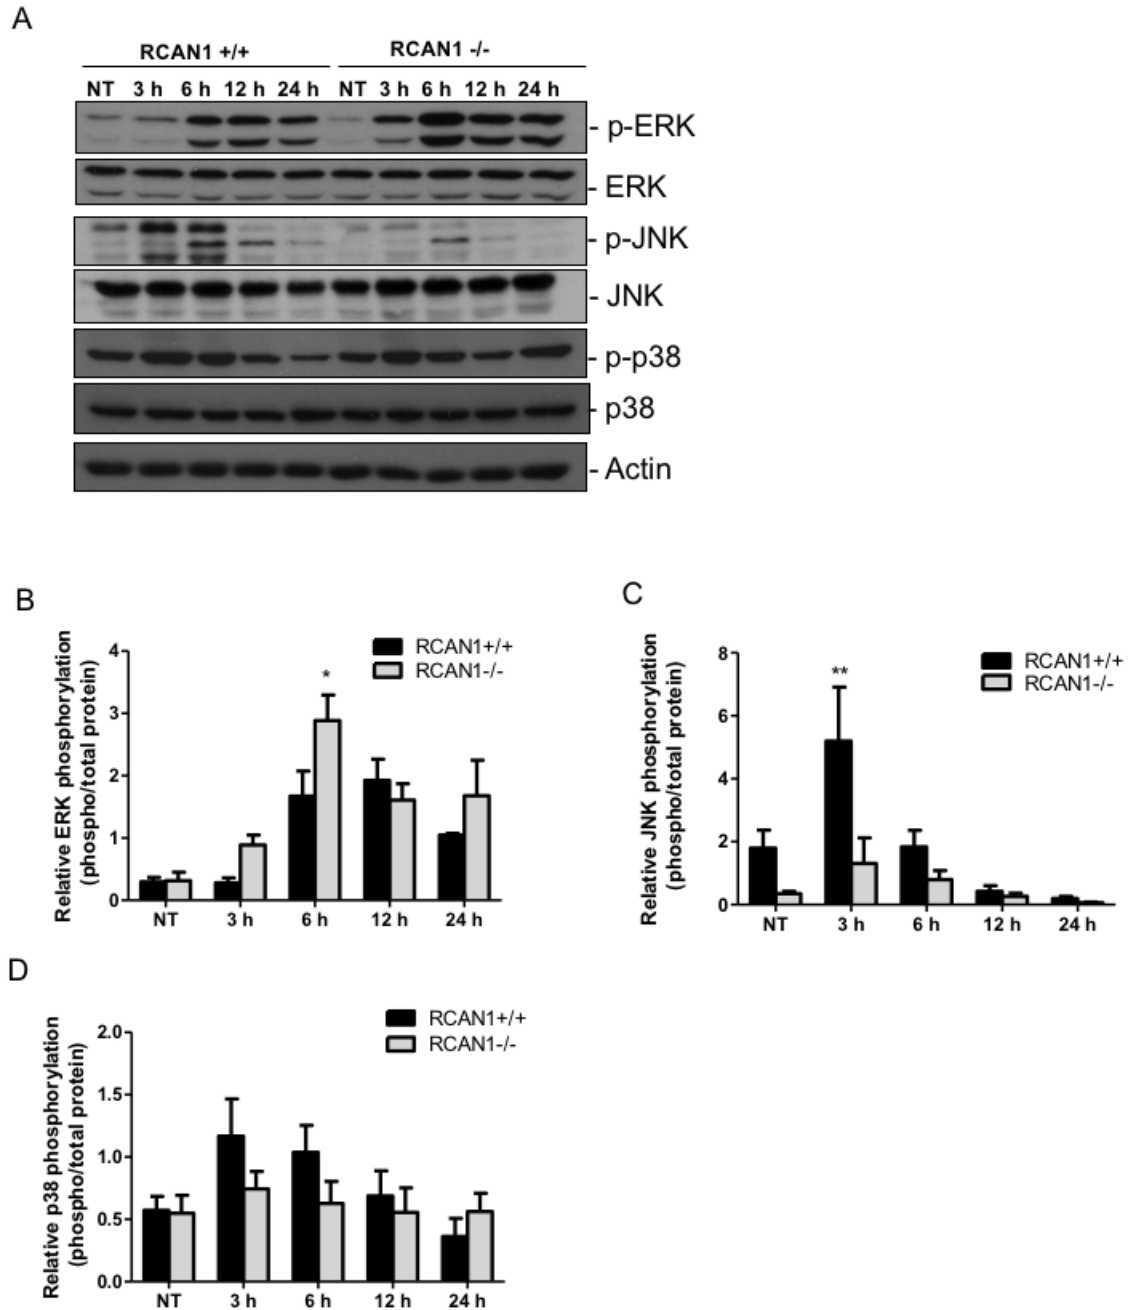 A
RCAN1 +/+ RCAN1 -/-
NT 3 h 6 h 12 h 24 h NT 3 h 6 h 12 h 24 h
- p-ERK
- ERK
- p-JNK
- JNK
- p-p38
- p38
- Actin
B
Relative ERK phosphorylation
(phospho/total protein)
4
3
2
1
0
*
RCAN1+/+
RCAN1-/-
NT 3 h 6 h 12 h 24 h
C
Relative JNK phosphorylation
(phospho/total protein)
8
6
4
2
0
**
RCAN1+/+
RCAN1-/-
NT 3 h 6 h 12 h 24 h
D
Relative p38 phosphorylation
(phospho/total protein)
2.0
1.5
1.0
0.5
0.0
RCAN1+/+
RCAN1-/-
NT 3 h 6 h 12 h 24 h